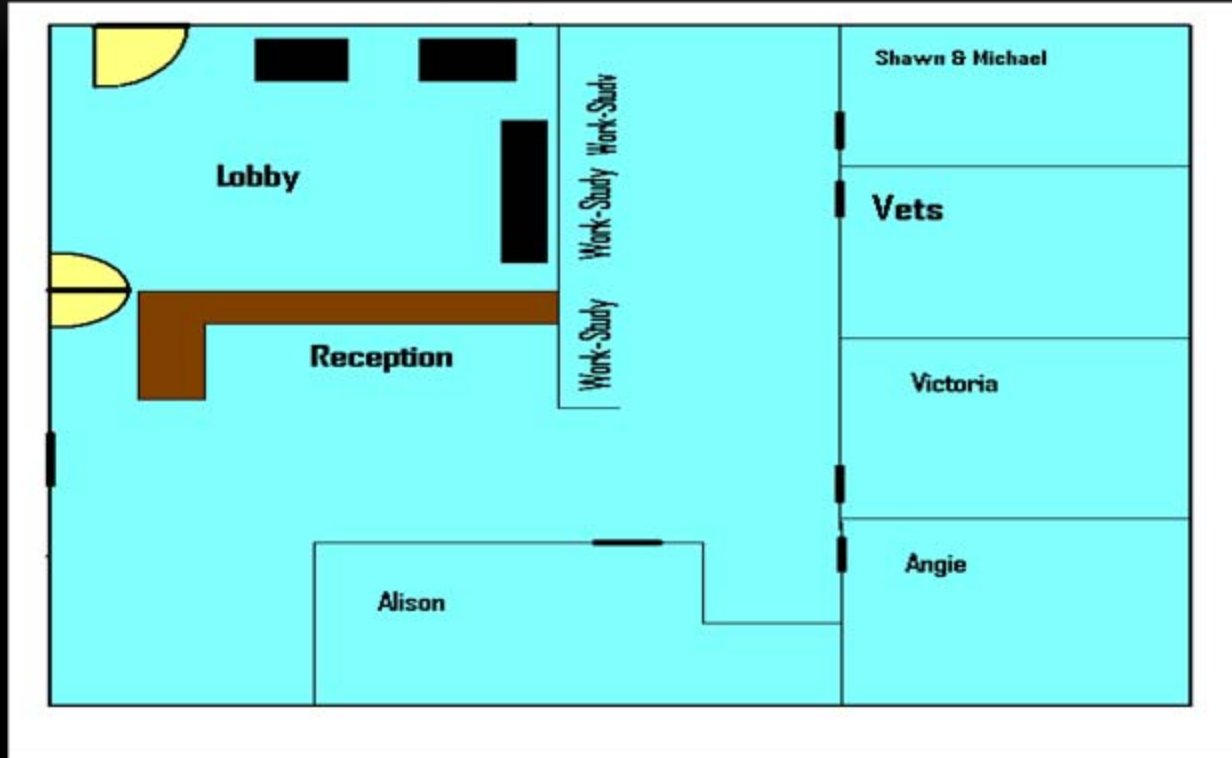 Shawn & Michael
Lobby
Work-Study
Work-Study
Work-Study
Vets
Reception
Victoria
Alison
Angie